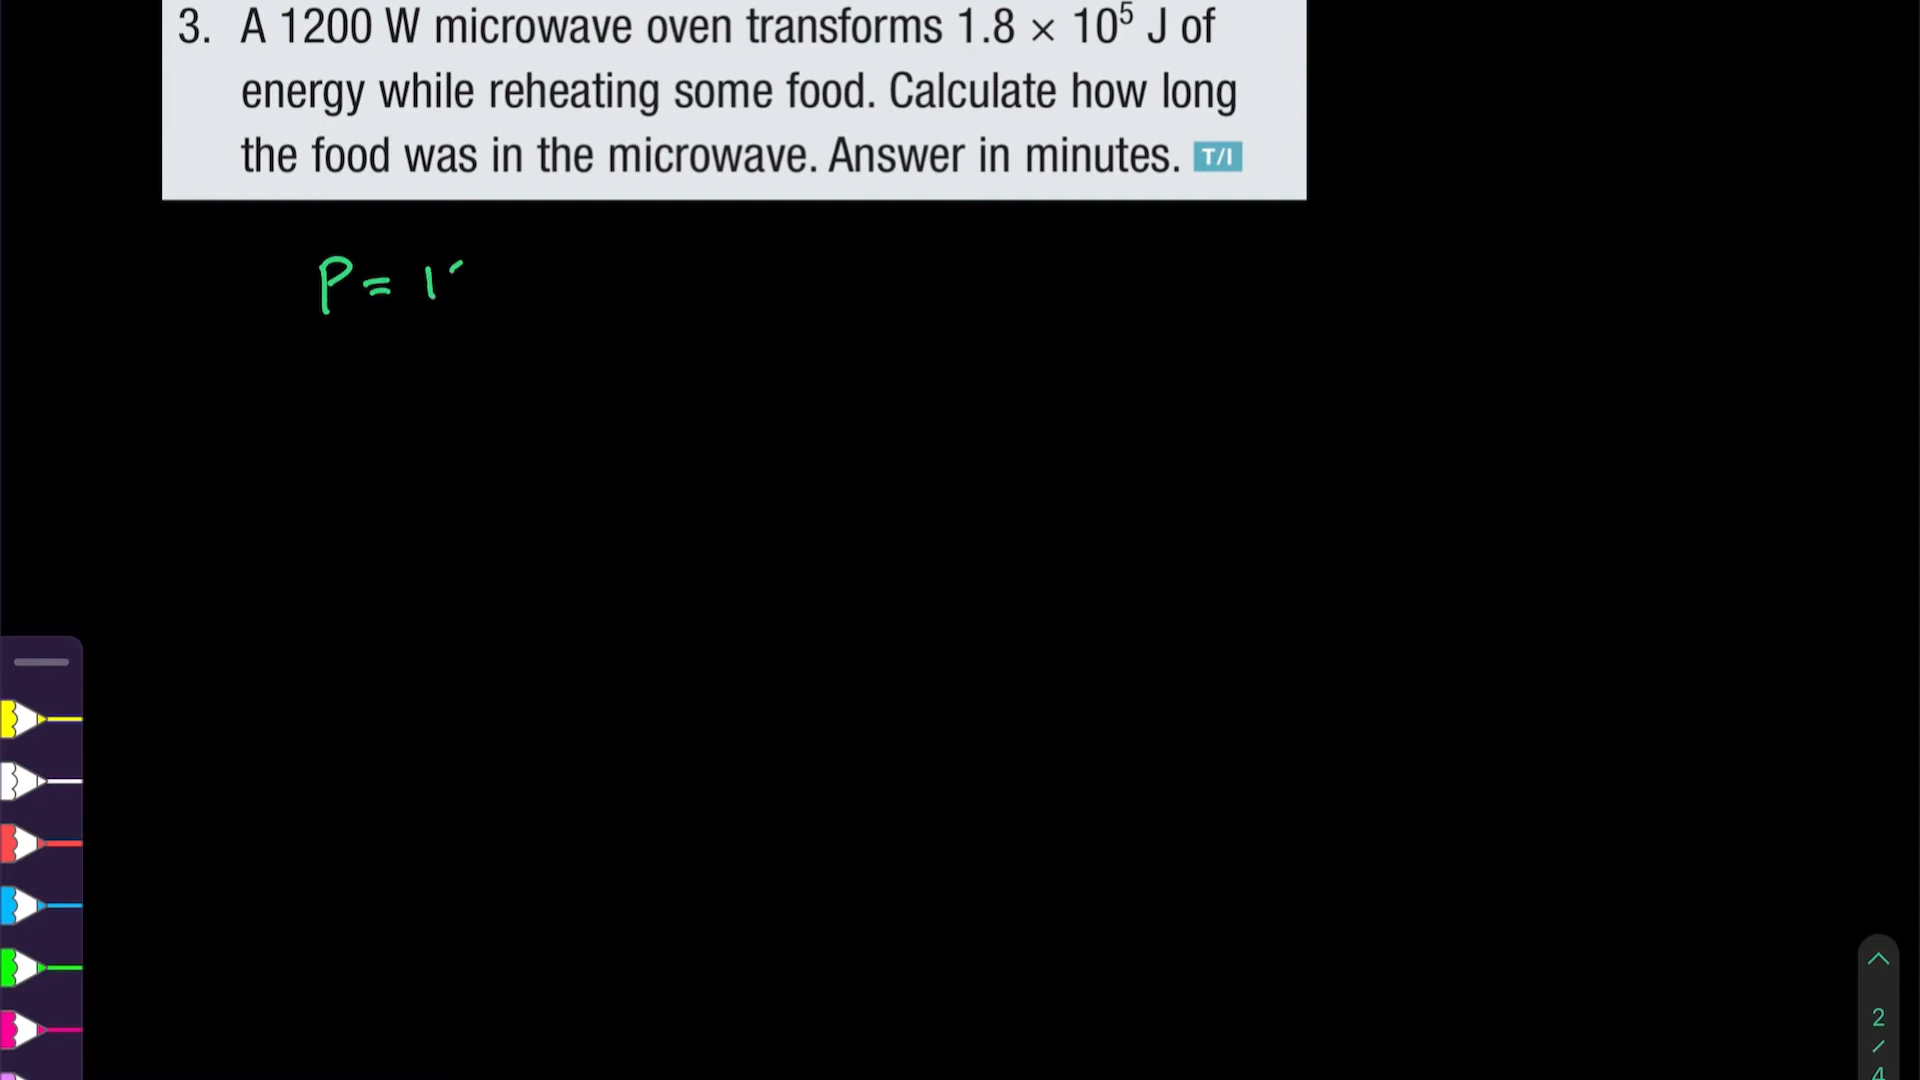 3. A 1200 W microwave oven transforms 1.8 × 10⁵ J of
energy while reheating some food. Calculate how long
the food was in the microwave. Answer in minutes. T/I
P = 1
2
/
4